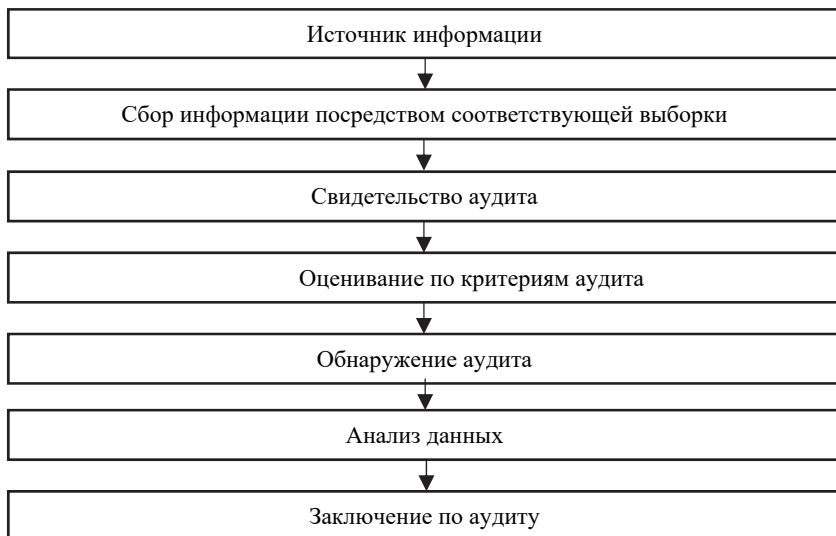 Источник информации
Сбор информации посредством соответствующей выборки
Свидетельство аудита
Оценивание по критериям аудита
Обнаружение аудита
Анализ данных
Заключение по аудиту